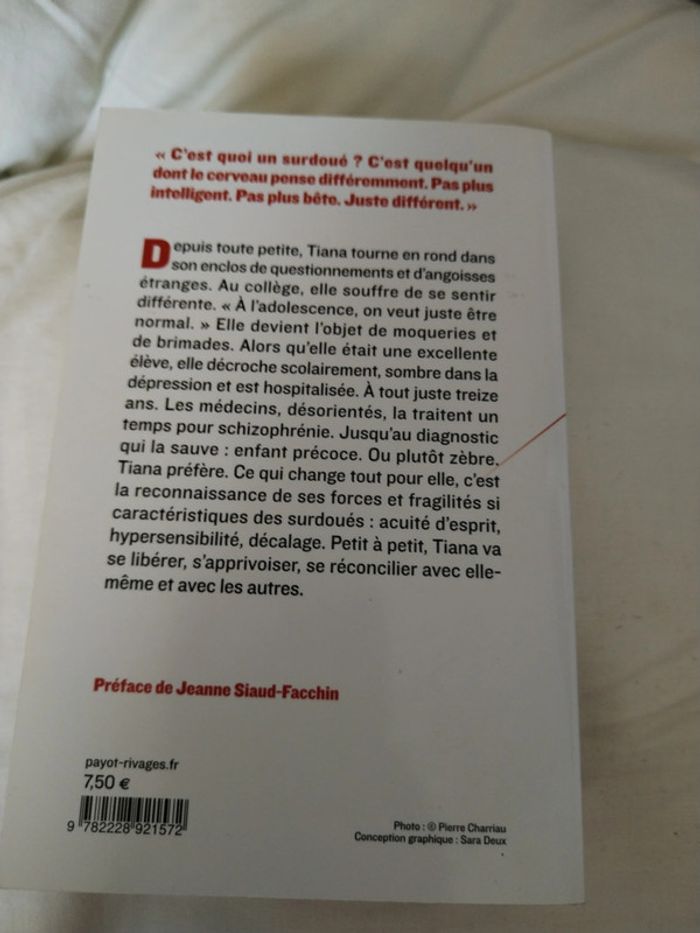 « C'est quoi un surdoué ? C'est quelqu'un
dont le cerveau pense différemment. Pas plus
intelligent. Pas plus bête. Juste différent. »
Depuis toute petite, Tiana tourne en rond dans
son enclos de questionnements et d'angoisses
étranges. Au collège, elle souffre de se sentir
différente. « À l'adolescence, on veut juste être
normal. » Elle devient l'objet de moqueries et
de brimades. Alors qu'elle était une excellente
élève, elle décroche scolairement, sombre dans la
dépression et est hospitalisée. À tout juste treize
ans. Les médecins, désorientés, la traitent un
temps pour schizophrénie. Jusqu'au diagnostic
qui la sauve : enfant précoce. Ou plutôt zèbre,
Tiana préfère. Ce qui change tout pour elle, c'est
la reconnaissance de ses forces et fragilités si
caractéristiques des surdoués : acuité d'esprit,
hypersensibilité, décalage. Petit à petit, Tiana va
se libérer, s'apprivoiser, se réconcilier avec elle-
même et avec les autres.
Préface de Jeanne Siaud-Facchin
payot-rivages.fr
7,50 €
9 782228 921572
Photo : © Pierre Charriau
Conception graphique : Sara Deux